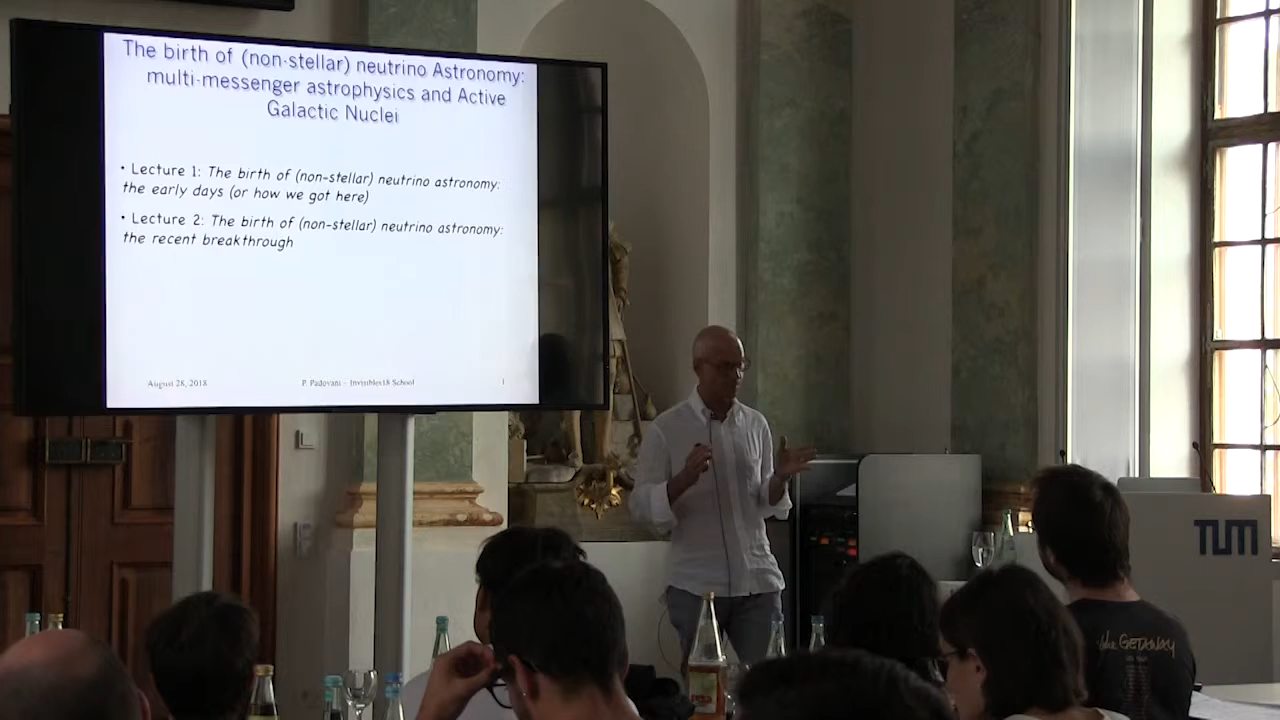 The birth of (non-stellar) neutrino Astronomy:
multi-messenger astrophysics and Active
Galactic Nuclei
• Lecture 1: The birth of (non-stellar) neutrino astronomy:
the early days (or how we got here)
• Lecture 2: The birth of (non-stellar) neutrino astronomy:
the recent breakthrough
August 28, 2018
P. Padovani – Invisibles18 School
1
TUM
the GETAWAY